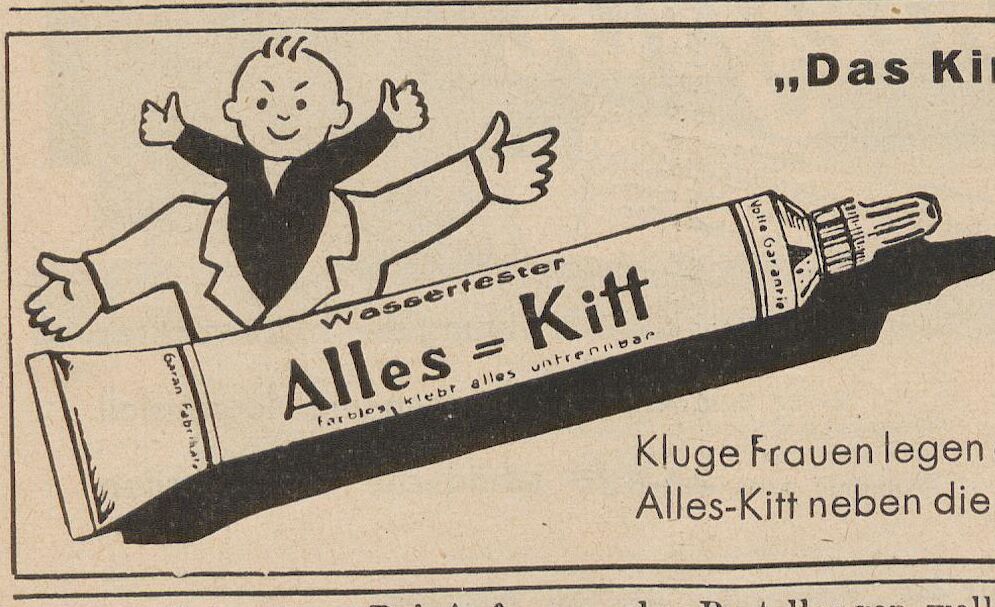 „Das Ki
Volle Garantie
Wasserfester
Alles = Kitt
farblos, klebt alles untrennbar
Garan Fabrikate
Kluge Frauen legen
Alles-Kitt neben die